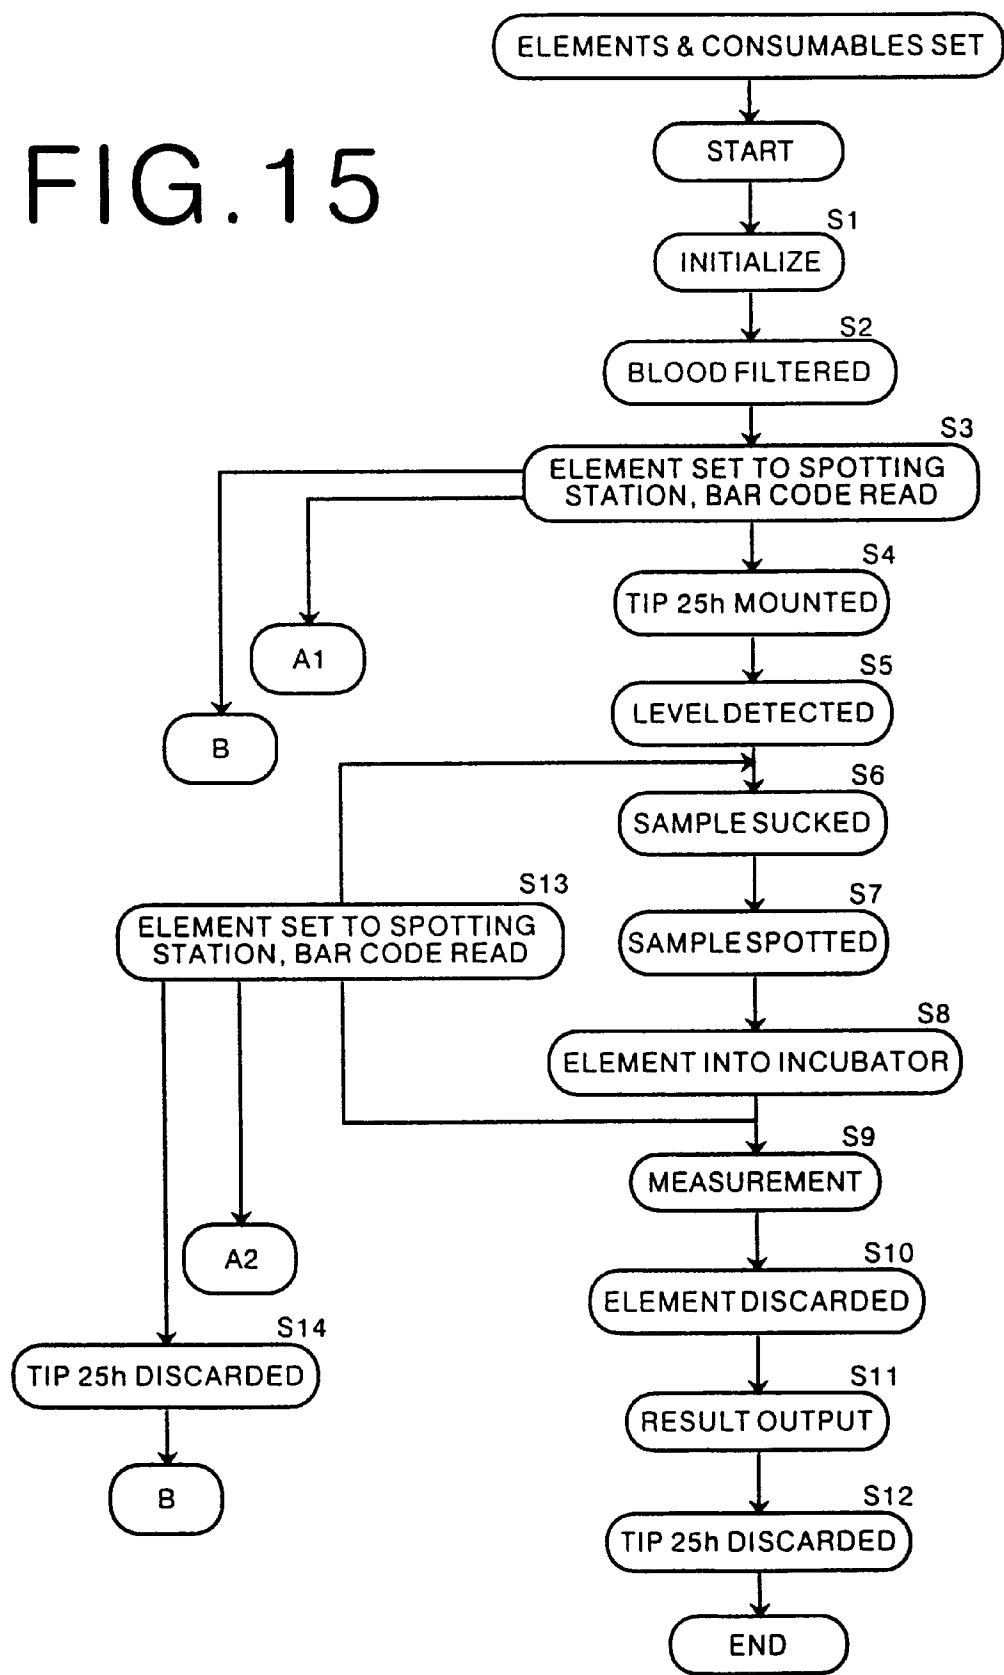 ELEMENTS & CONSUMABLES SET
FIG.15
START
S1
INITIALIZE
S2
BLOOD FILTERED
S3
ELEMENT SET TO SPOTTING
STATION, BAR CODE READ
S4
TIP 25h MOUNTED
A1
S5
LEVEL DETECTED
B
S6
SAMPLE SUCKED
S13
ELEMENT SET TO SPOTTING
STATION, BAR CODE READ
S7
SAMPLE SPOTTED
S8
ELEMENT INTO INCUBATOR
S9
MEASUREMENT
A2
S10
ELEMENT DISCARDED
S14
TIP 25h DISCARDED
S11
RESULT OUTPUT
B
S12
TIP 25h DISCARDED
END